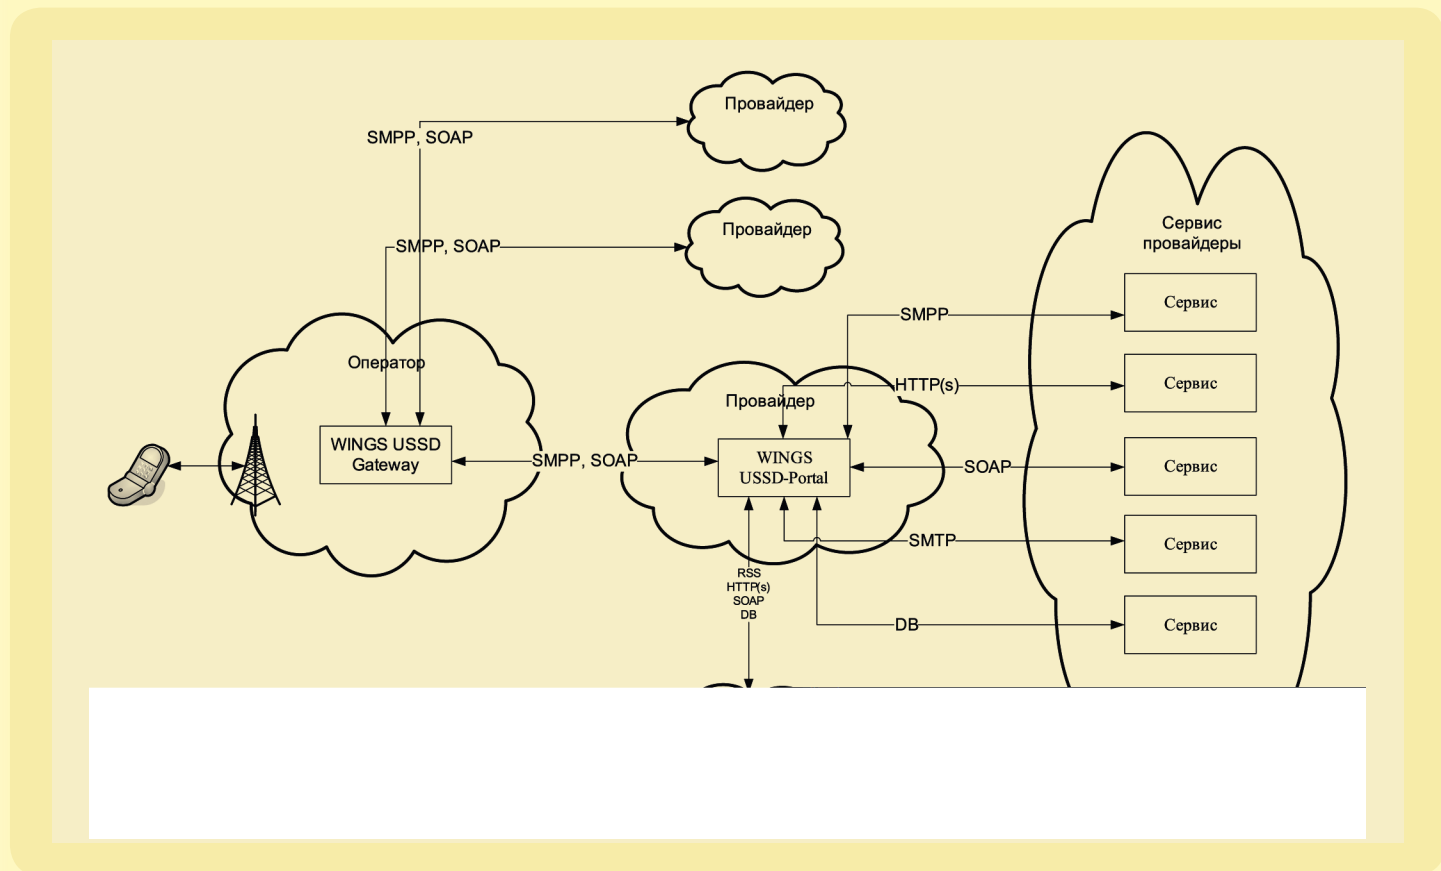 Провайдер
SMPP, SOAP
Провайдер
SMPP, SOAP
Сервис
провайдеры
Сервис
SMPP
Оператор
Сервис
HTTP(s)
Провайдер
WINGS USSD
Gateway
SMPP, SOAP
WINGS
USSD-Portal
SOAP
Сервис
SMTP
Сервис
RSS
HTTP(s)
SOAP
DB
DB
Сервис